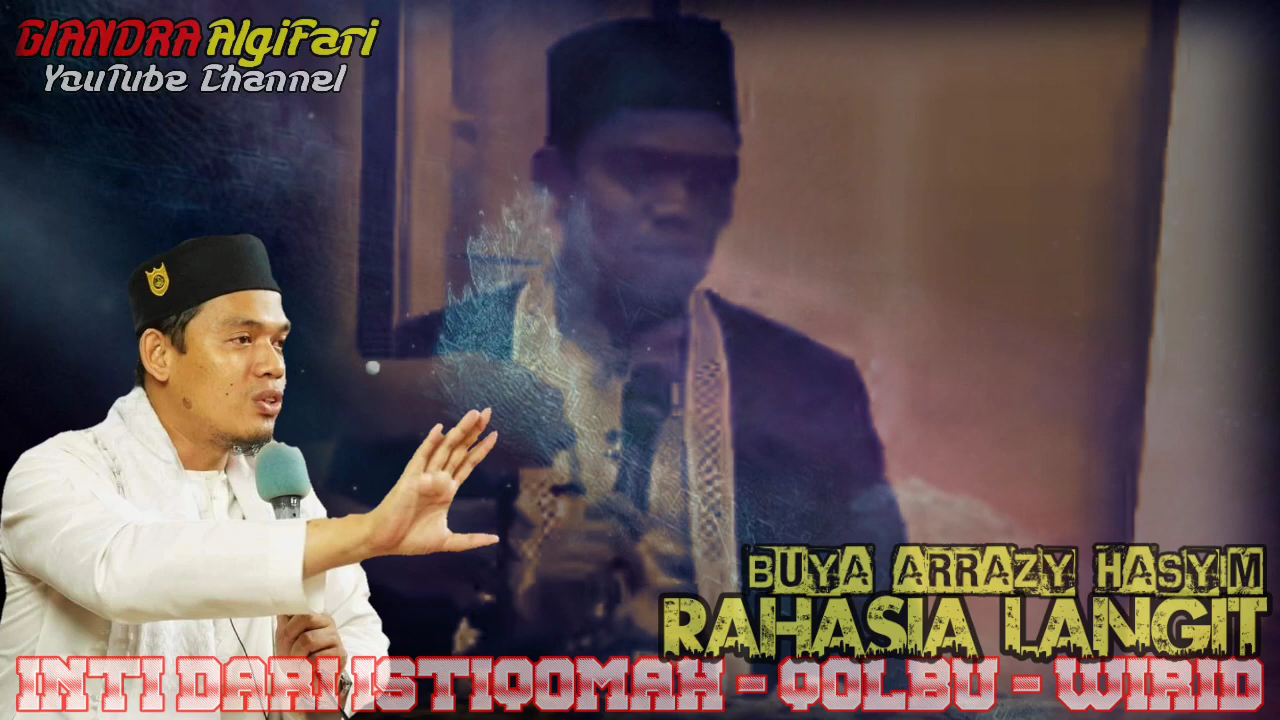 GIANDRA AlgiFari
YouTube Channel
BUYA ARRAZY HASYIM
RAHASIA LANGIT
INTI DARI ISTIQOMAH - QOLBU - WIRID